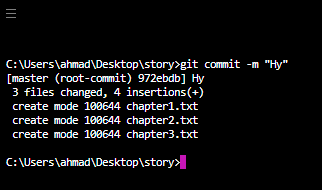 C:\Users\ahmad\Desktop\story>git commit -m "Hy"
[master (root-commit) 972ebdb] Hy
 3 files changed, 4 insertions(+)
 create mode 100644 chapter1.txt
 create mode 100644 chapter2.txt
 create mode 100644 chapter3.txt
C:\Users\ahmad\Desktop\story>